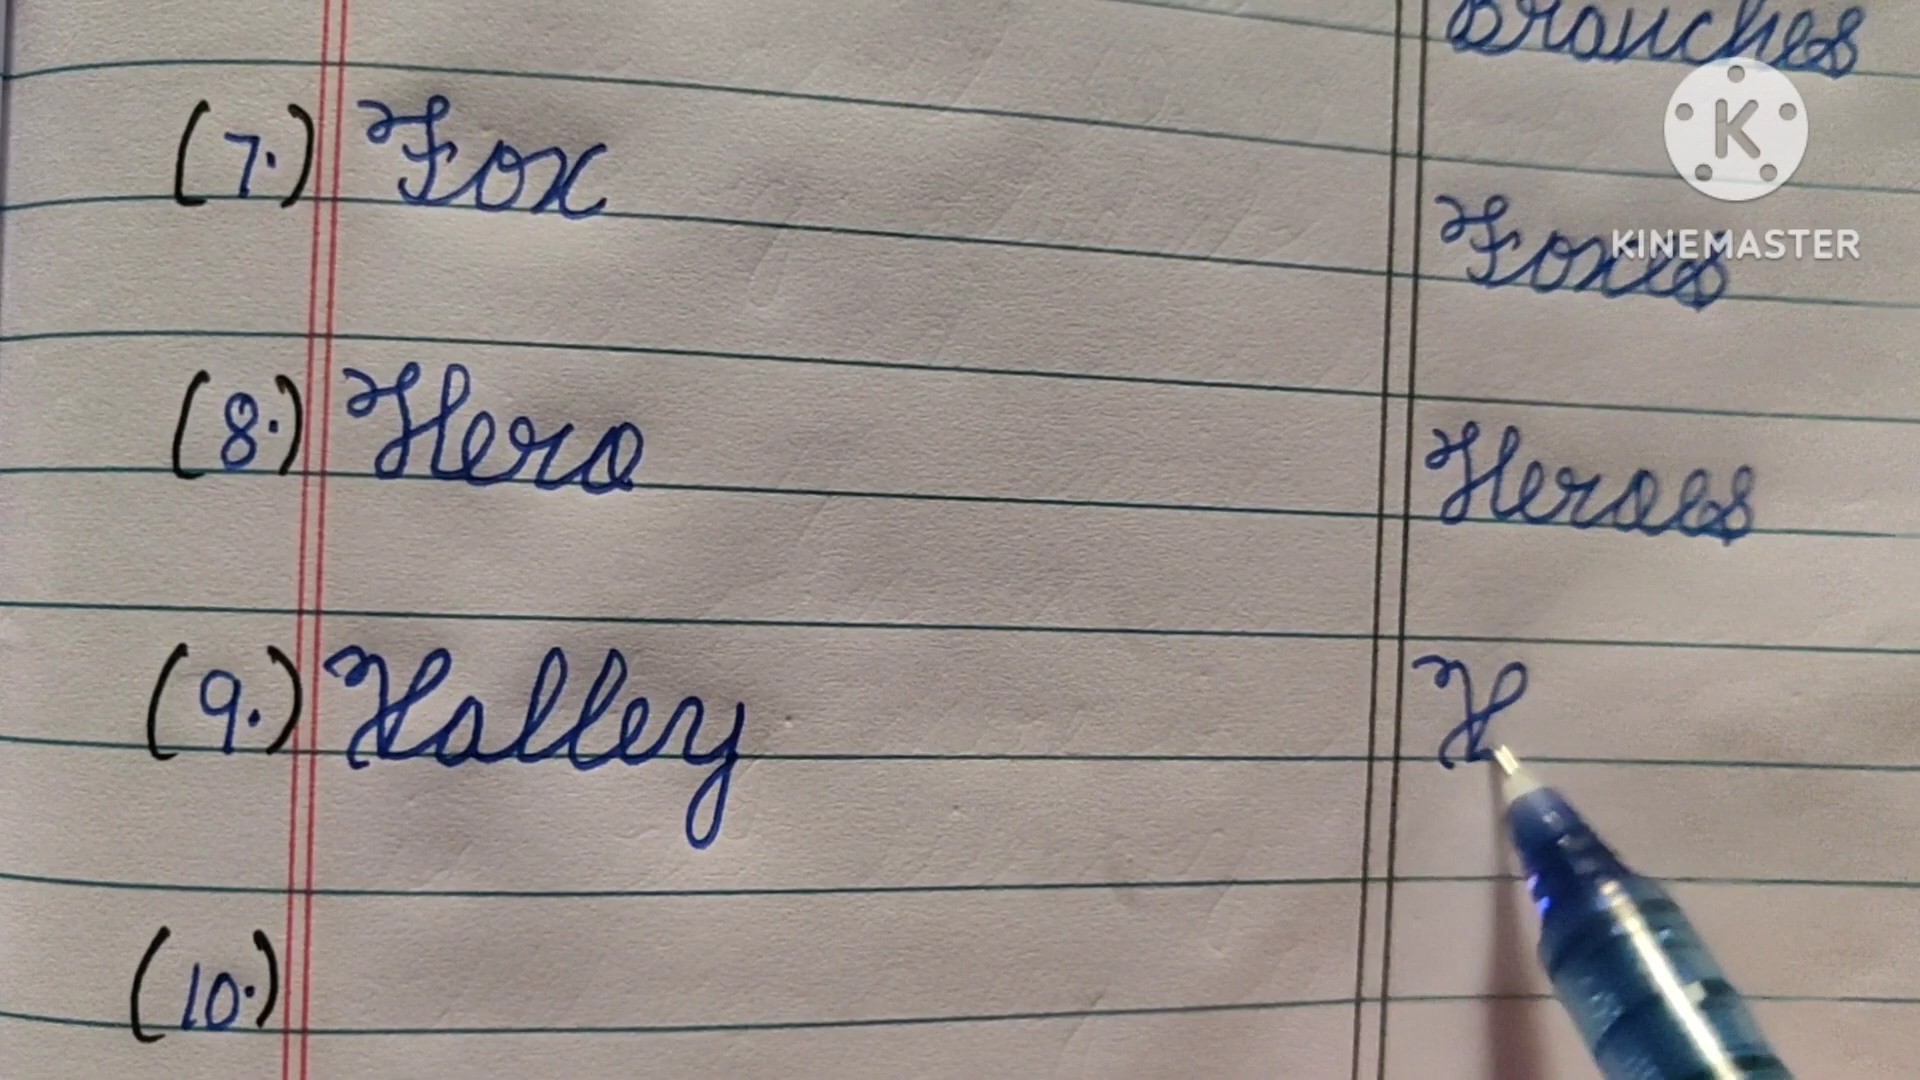 Branches
(7.) Fox Foxes
(8.) Hero Heroes
(9.) Valley V
(10.)
K
KINEMASTER